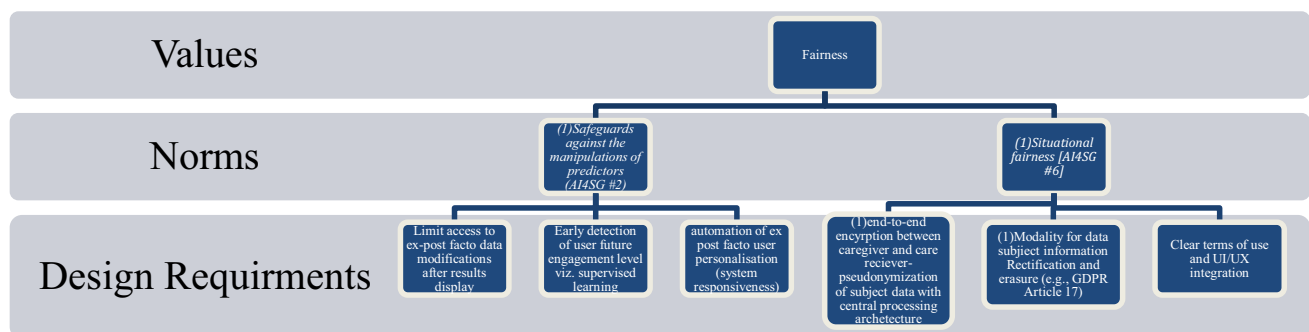 Values
Fairness
Norms
(1)Safeguards
against the
manipulations of
predictors
(AI4SG #2)
(1)Situational
fairness [AI4SG
#6]
Design Requirments
Limit access to
ex-post facto data
modifications
after results
display
Early detection
of user future
engagement level
viz. supervised
learning
automation of ex
post facto user
personalisation
(system
responsiveness)
(1)end-to-end
encyrption between
caregiver and care
reciever-
pseudonymization
of subject data with
central processing
archetecture
(1)Modality for data
subject information
Rectification and
erasure (e.g., GDPR
Article 17)
Clear terms of use
and UI/UX
integration